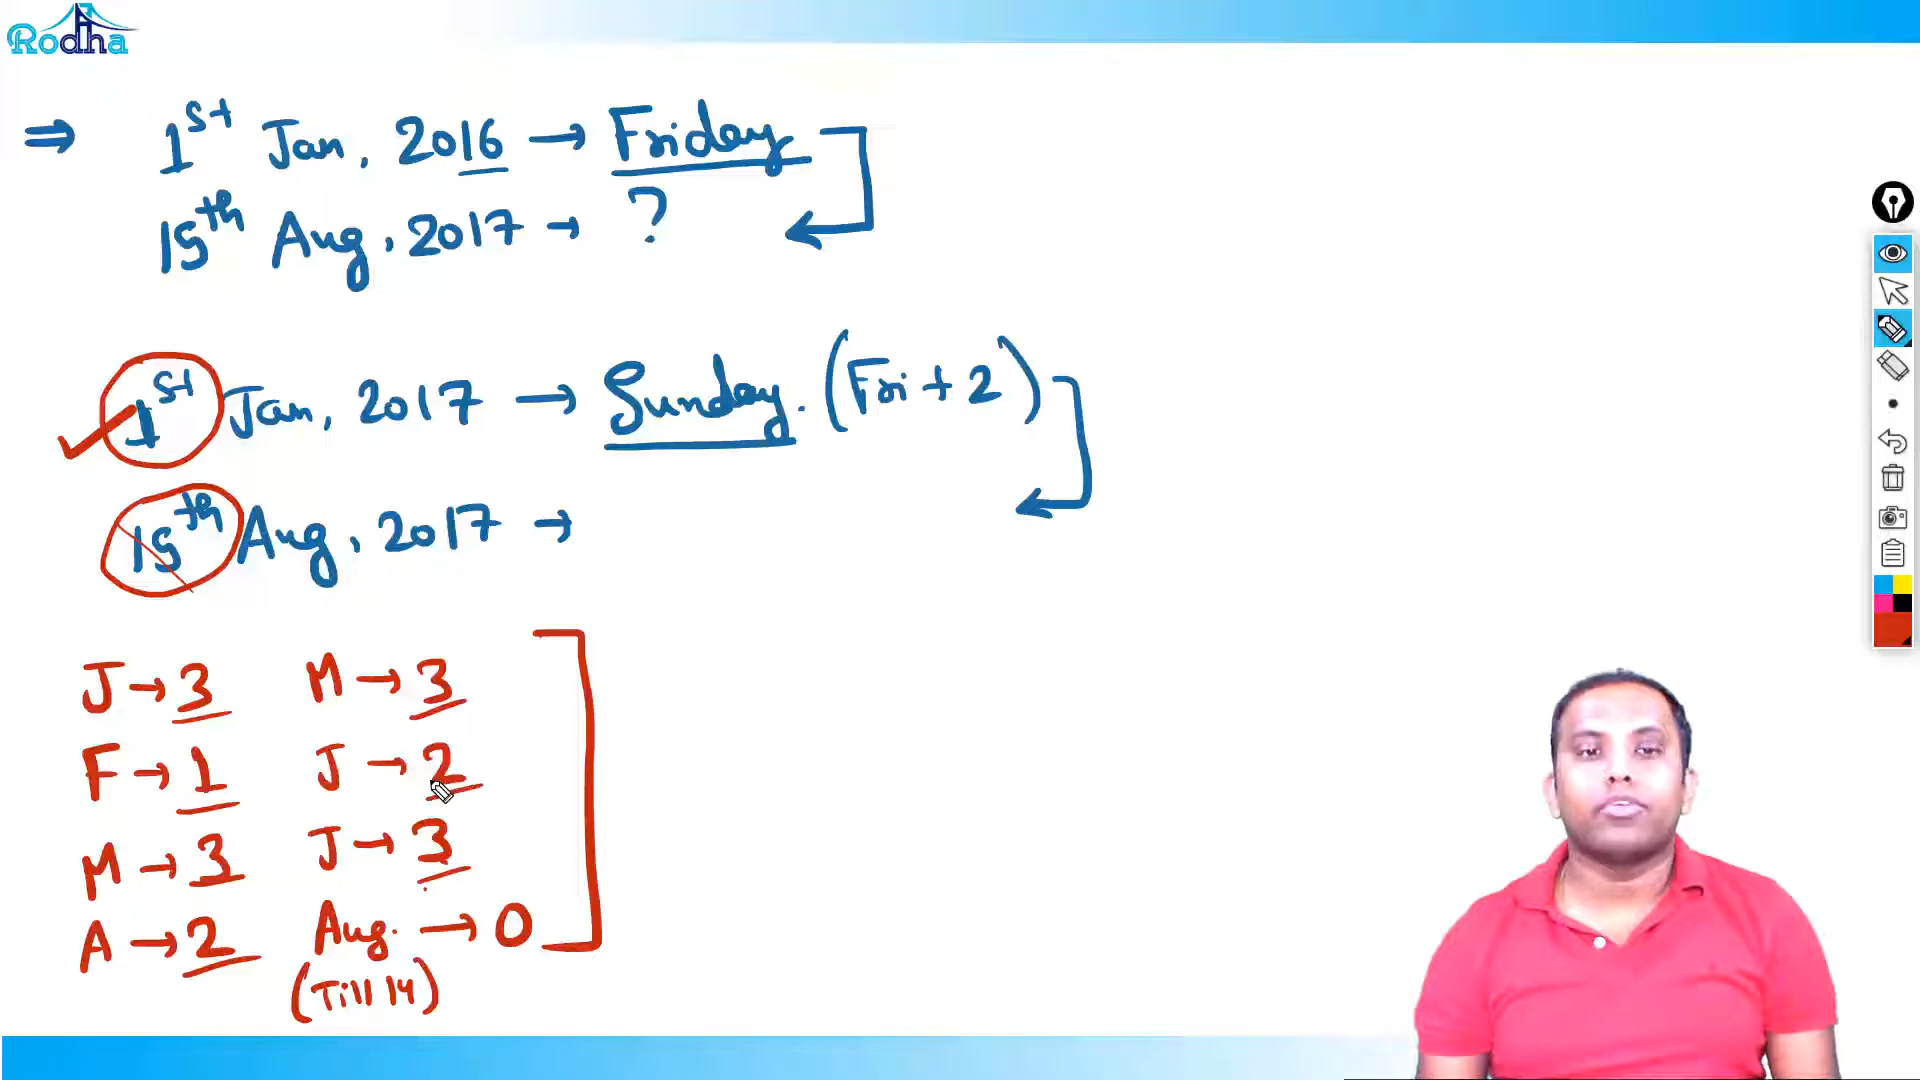 Rodha
⇒ 1st Jan, 2016 → Friday
15th Aug, 2017 → ?
1st Jan, 2017 → Sunday. (Fri + 2)
15th Aug, 2017 →
J → 3 M → 3
F → 1 J → 2
M → 3 J → 3
A → 2 Aug. → 0
(Till 14)